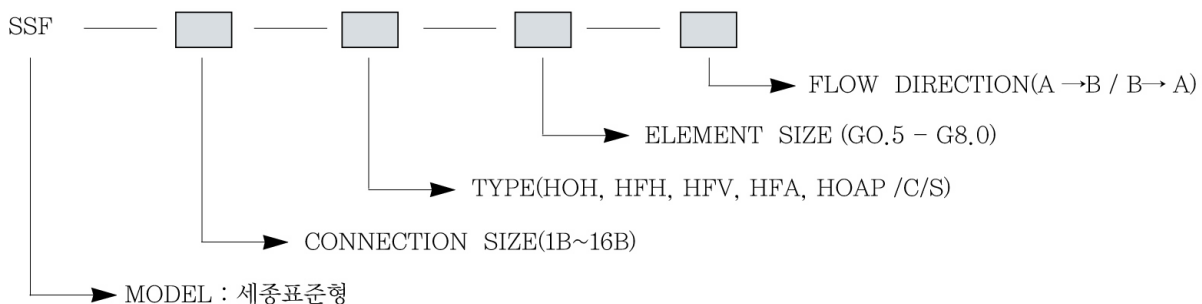 SSF
FLOW DIRECTION(A →B / B→ A)
ELEMENT SIZE (GO.5 - G8.0)
TYPE(HOH, HFH, HFV, HFA, HOAP /C/S)
CONNECTION SIZE(1B~16B)
MODEL : 세종표준형